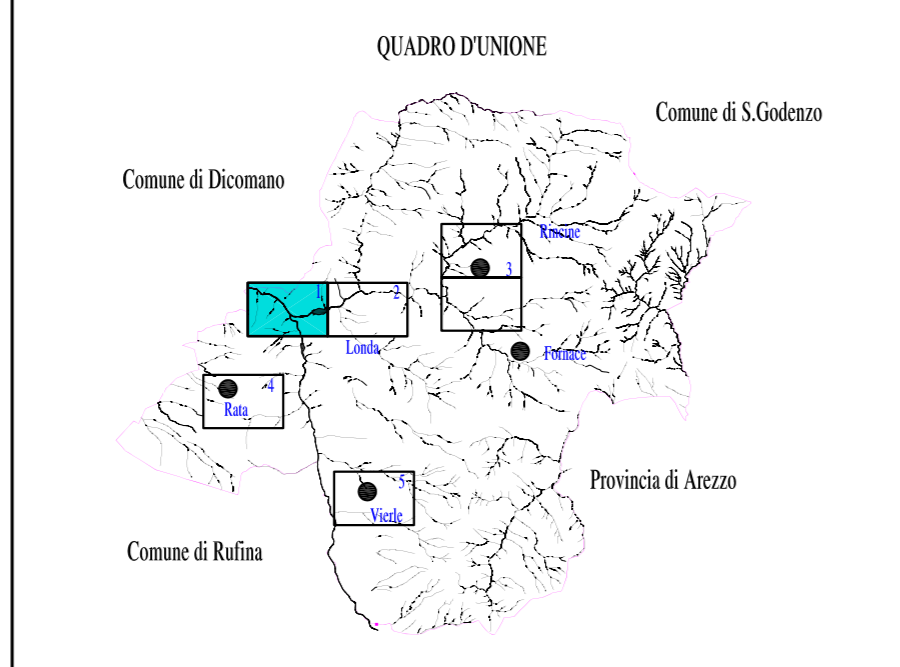 QUADRO D'UNIONE
Comune di S.Godenzo
Comune di Dicomano
Rincine
3
1
2
Londa
Fornace
4
Rata
Provincia di Arezzo
5
Vierle
Comune di Rufina